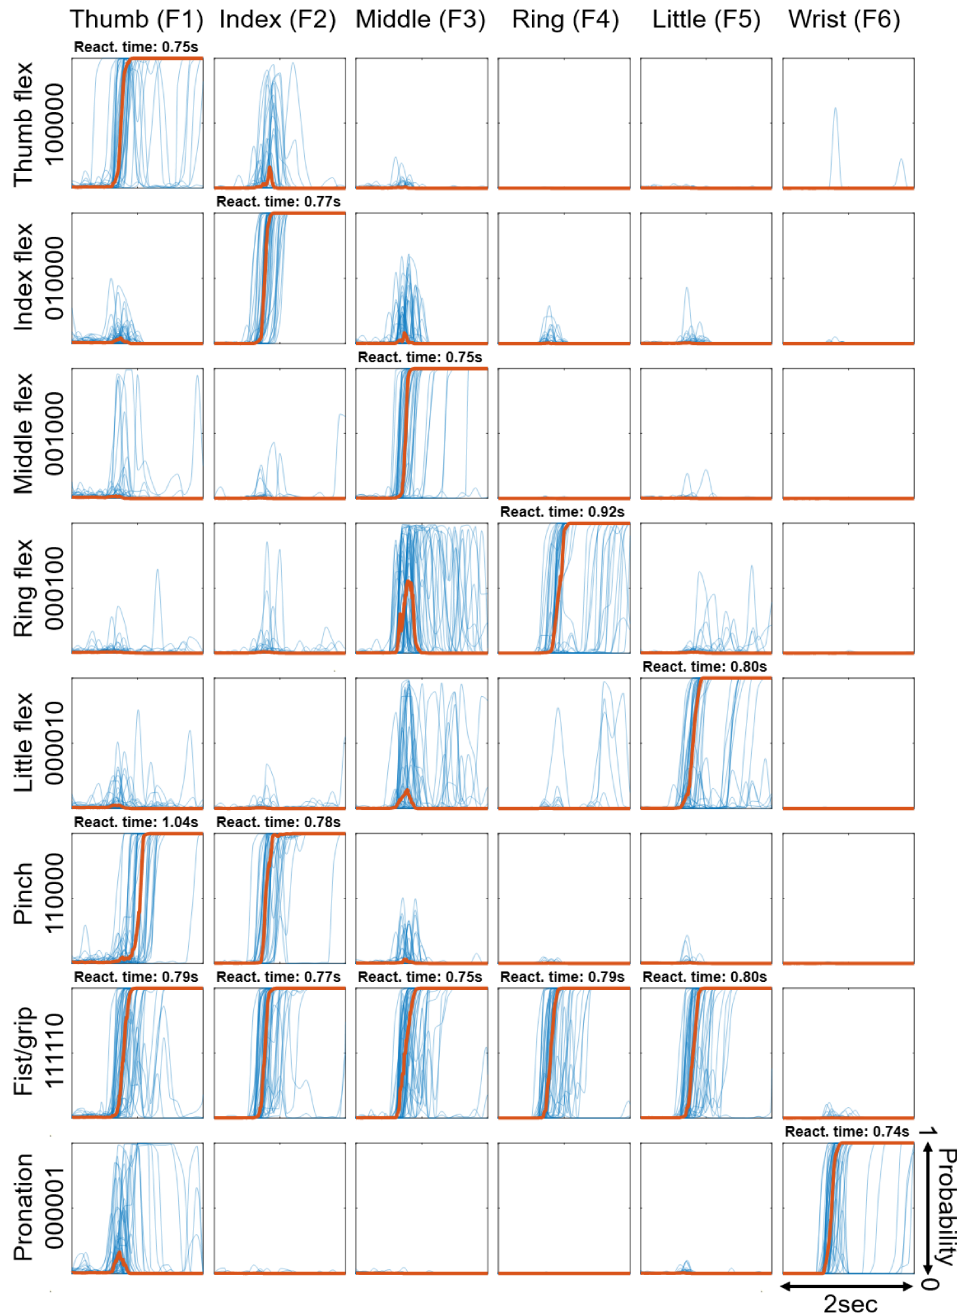 Thumb (F1) Index (F2) Middle (F3) Ring (F4) Little (F5) Wrist (F6)
React. time: 0.75s
Thumb flex
100000
React. time: 0.77s
Index flex
010000
React. time: 0.75s
Middle flex
001000
React. time: 0.92s
Ring flex
000100
React. time: 0.80s
Little flex
000010
React. time: 1.04s React. time: 0.78s
Pinch
110000
React. time: 0.79s React. time: 0.77s React. time: 0.75s React. time: 0.79s React. time: 0.80s
Fist/grip
111110
React. time: 0.74s
Pronation
000001
1
Probability
0
2sec